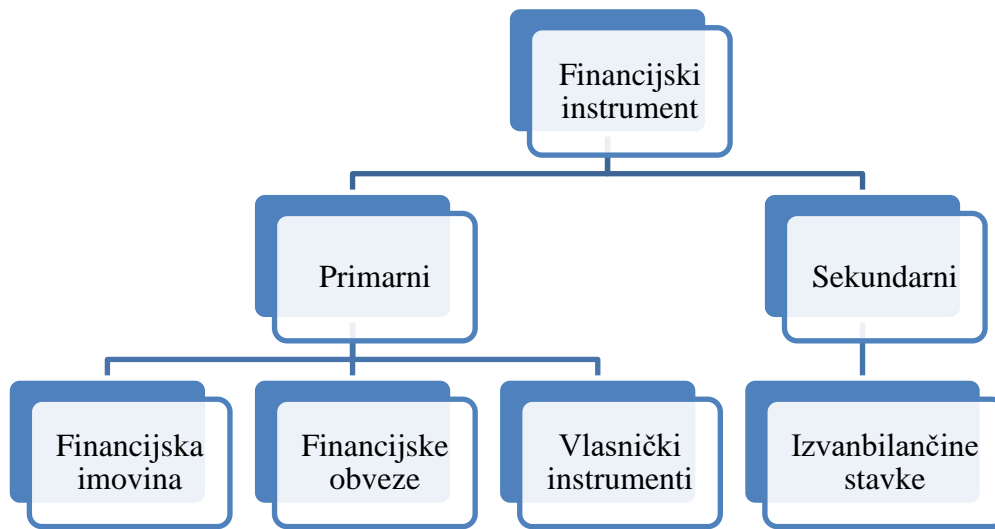 Financijski
instrument
Primarni
Sekundarni
Financijska
imovina
Financijske
obveze
Vlasnički
instrumenti
Izvanbilančine
stavke